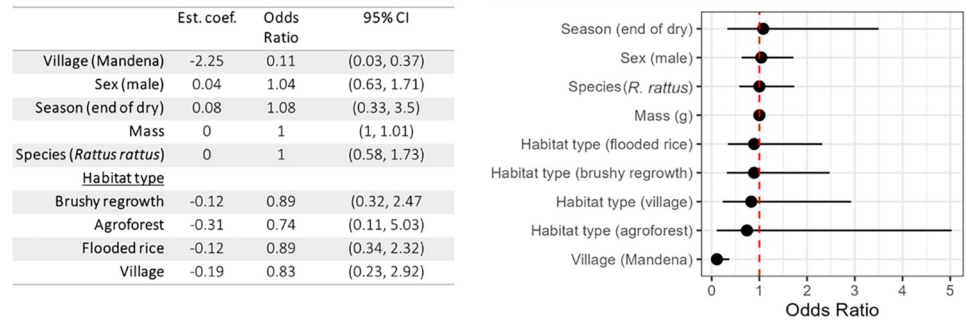 Est. coef. Odds Ratio 95% CI
Village (Mandena) -2.25 0.11 (0.03, 0.37)
Sex (male) 0.04 1.04 (0.63, 1.71)
Season (end of dry) 0.08 1.08 (0.33, 3.5)
Mass 0 1 (1, 1.01)
Species (Rattus rattus) 0 1 (0.58, 1.73)
Habitat type
Brushy regrowth -0.12 0.89 (0.32, 2.47
Agroforest -0.31 0.74 (0.11, 5.03)
Flooded rice -0.12 0.89 (0.34, 2.32)
Village -0.19 0.83 (0.23, 2.92)
Season (end of dry)
Sex (male)
Species (R. rattus)
Mass (g)
Habitat type (flooded rice)
Habitat type (brushy regrowth)
Habitat type (village)
Habitat type (agroforest)
Village (Mandena)
0 1 2 3 4 5
Odds Ratio